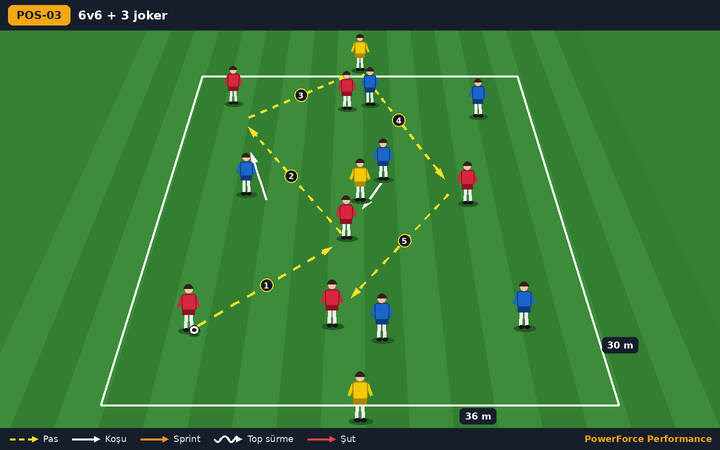 POS-03 6v6 + 3 joker
3
4
2
5
1
30 m
36 m
Pas Koşu Sprint Top sürme Şut PowerForce Performance